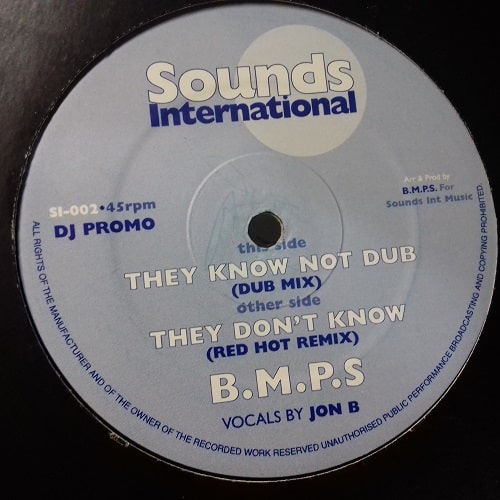 Sounds
International
Arr & Prod by
B.M.P.S. For
Sounds Int Music
SI-002•45rpm
DJ PROMO
this side
THEY KNOW NOT DUB
(DUB MIX)
other side
THEY DON'T KNOW
(RED HOT REMIX)
B.M.P.S
VOCALS BY JON B
ALL RIGHTS OF THE MANUFACTURER AND OF THE OWNER OF THE RECORDED WORK RESERVED UNAUTHORISED PUBLIC PERFORMANCE BROADCASTING AND COPYING PROHIBITED.